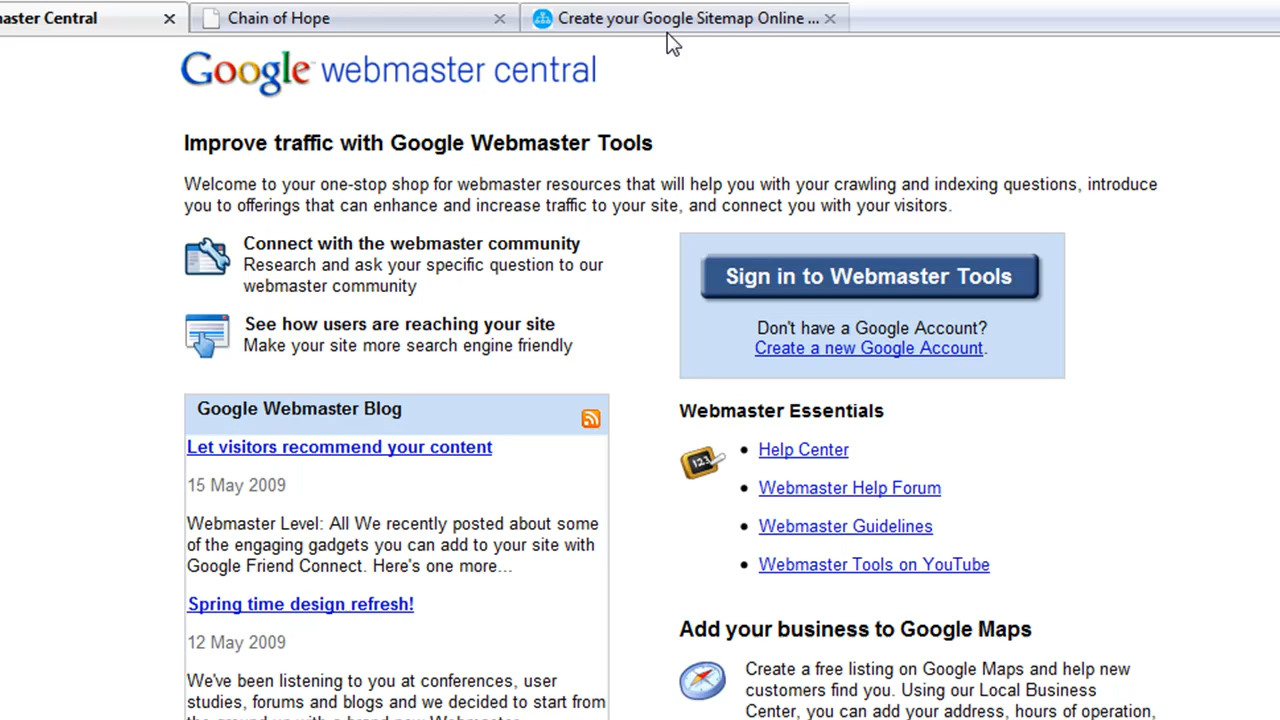 aster Central
Chain of Hope
Create your Google Sitemap Online ...
Google webmaster central
Improve traffic with Google Webmaster Tools
Welcome to your one-stop shop for webmaster resources that will help you with your crawling and indexing questions, introduce
you to offerings that can enhance and increase traffic to your site, and connect you with your visitors.
Connect with the webmaster community
Research and ask your specific question to our
webmaster community
See how users are reaching your site
Make your site more search engine friendly
Sign in to Webmaster Tools
Don't have a Google Account?
Create a new Google Account.
Google Webmaster Blog
Let visitors recommend your content
15 May 2009
Webmaster Level: All We recently posted about some
of the engaging gadgets you can add to your site with
Google Friend Connect. Here's one more...
Spring time design refresh!
12 May 2009
We've been listening to you at conferences, user
studies, forums and blogs and we decided to start from
the ground up with a brand new Webmaster
Webmaster Essentials
123
Help Center
Webmaster Help Forum
Webmaster Guidelines
Webmaster Tools on YouTube
Add your business to Google Maps
Create a free listing on Google Maps and help new
customers find you. Using our Local Business
Center, you can add your address, hours of operation,